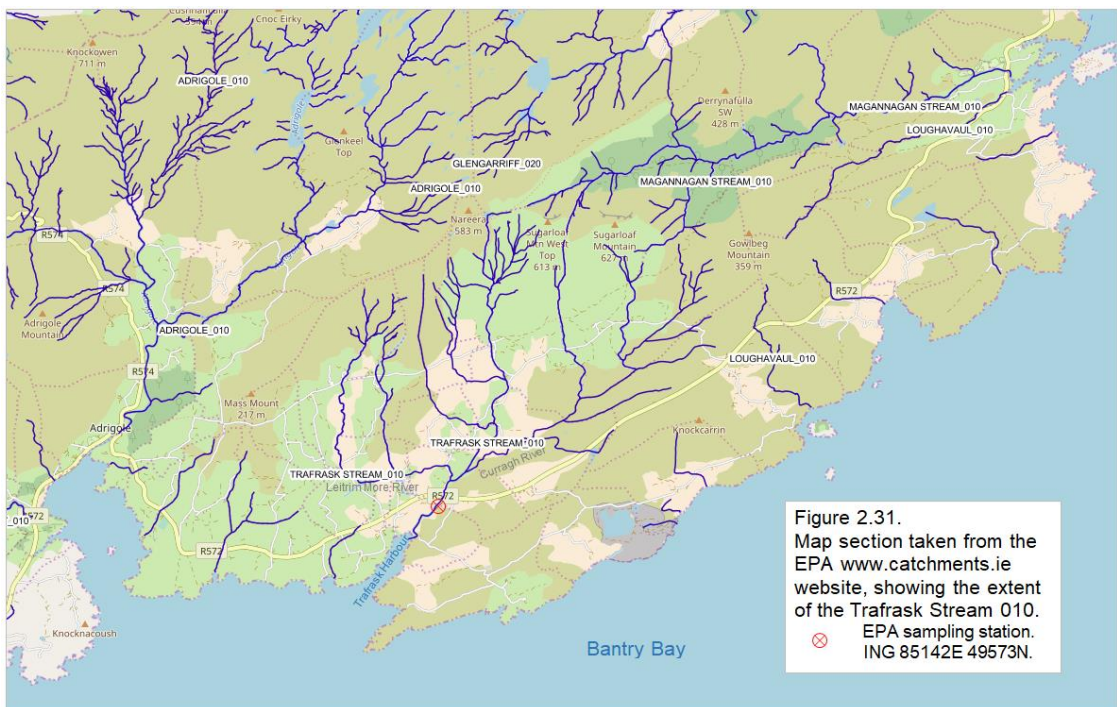 Cnoc Eirky
Knockowen
711 m
ADRIGOLE_010
Adrigole
Derrynafulla
SW
428 m
MAGANNAGAN STREAM_010
LOUGHAVAUL_010
Glenkeel
Top
GLENGARRIFF_020
ADRIGOLE_010
MAGANNAGAN STREAM_010
Nareera
583 m
Sugarloaf
Mtn West
Top
613 m
Sugarloaf
Mountain
627 m
Gowlbeg
Mountain
359 m
R574
R574
R572
Adrigole
Mountain
ADRIGOLE_010
R574
LOUGHAVAUL_010
Mass Mount
217 m
Adrigole
Knockcarrin
TRAFRASK STREAM_010
TRAFRASK STREAM_010
Curragh River
Leitrim More River
R572
_010
R572
R572
Trafrask Harbour
Knocknacoush
Bantry Bay
Figure 2.31.
Map section taken from the
EPA www.catchments.ie
website, showing the extent
of the Trafrask Stream 010.
EPA sampling station.
ING 85142E 49573N.